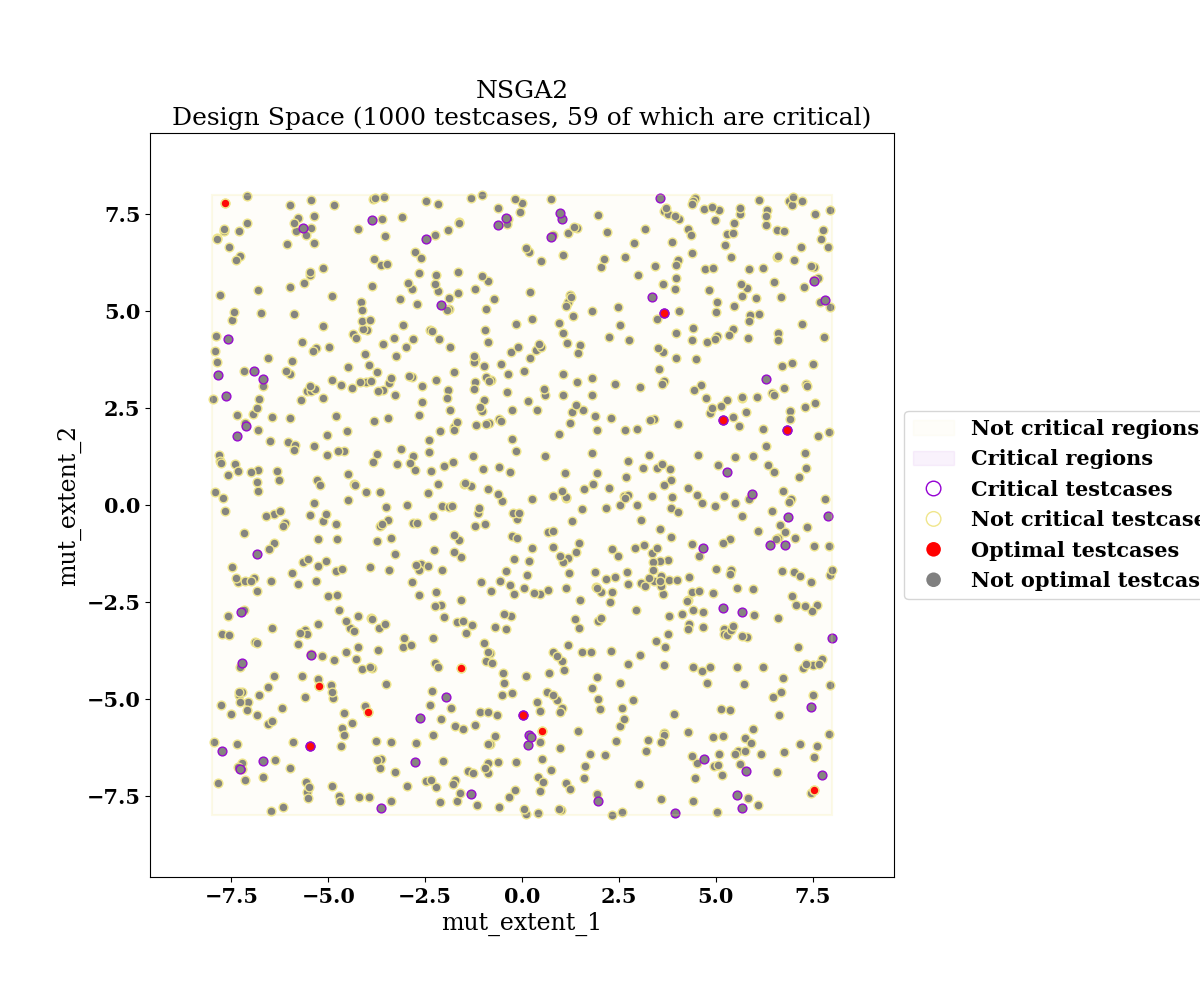 NSGA2
Design Space (1000 testcases, 59 of which are critical)
mut_extent_2
7.5
5.0
2.5
0.0
−2.5
−5.0
−7.5
−7.5 −5.0 −2.5 0.0 2.5 5.0 7.5
mut_extent_1
Not critical regions
Critical regions
Critical testcases
Not critical testcase
Optimal testcases
Not optimal testcas